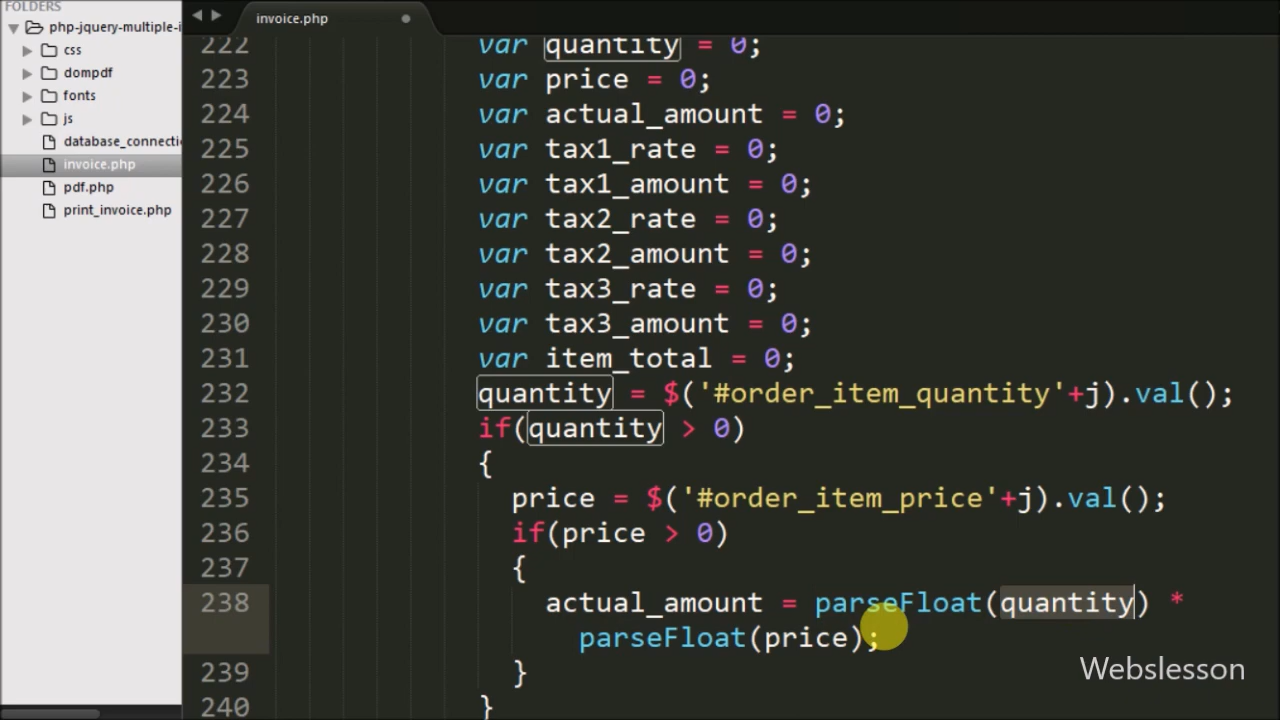 FOLDERS
php-jquery-multiple-i
css
dompdf
fonts
js
database_connecti
invoice.php
pdf.php
print_invoice.php
invoice.php
222 var quantity = 0;
223 var price = 0;
224 var actual_amount = 0;
225 var tax1_rate = 0;
226 var tax1_amount = 0;
227 var tax2_rate = 0;
228 var tax2_amount = 0;
229 var tax3_rate = 0;
230 var tax3_amount = 0;
231 var item_total = 0;
232 quantity = $('#order_item_quantity'+j).val();
233 if(quantity > 0)
234 {
235 price = $('#order_item_price'+j).val();
236 if(price > 0)
237 {
238 actual_amount = parseFloat(quantity) *
parseFloat(price);
239 }
240 }
Webslesson